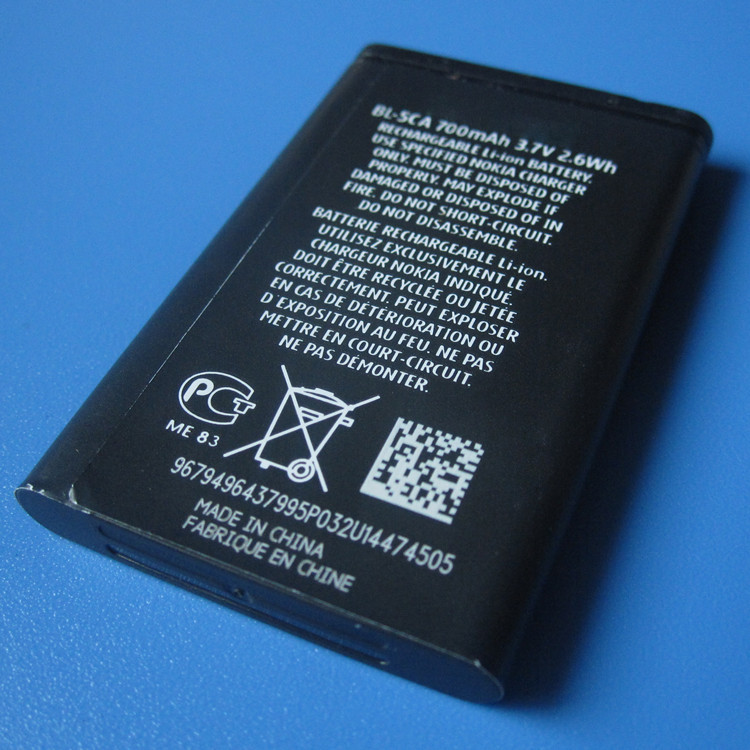 BL-5CA 700mAh 3.7V 2.6Wh
RECHARGEABLE Li-ion BATTERY.
USE SPECIFIED NOKIA CHARGER
ONLY. MUST BE DISPOSED OF
PROPERLY. MAY EXPLODE IF
DAMAGED OR DISPOSED OF IN
FIRE. DO NOT SHORT-CIRCUIT.
DO NOT DISASSEMBLE.
BATTERIE RECHARGEABLE Li-ion.
UTILISEZ EXCLUSIVEMENT LE
CHARGEUR NOKIA INDIQUÉ.
DOIT ÊTRE RECYCLÉE OU JETÉE
CORRECTEMENT. PEUT EXPLOSER
EN CAS DE DÉTÉRIORATION OU
D'EXPOSITION AU FEU. NE PAS
METTRE EN COURT-CIRCUIT.
NE PAS DÉMONTER.
PCT
ME 83
9679496437995P032U14474505
MADE IN CHINA
FABRIQUE EN CHINE